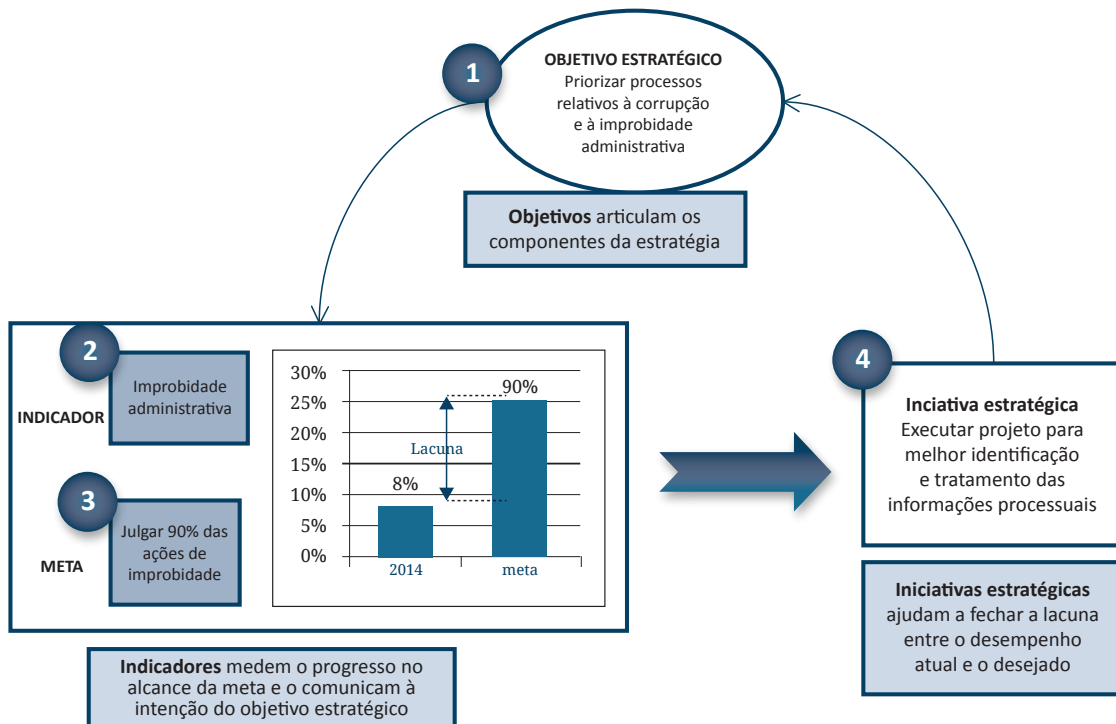 1
OBJETIVO ESTRATÉGICO
Priorizar processos
relativos à corrupção
e à improbidade
administrativa
Objetivos articulam os
componentes da estratégia
2
INDICADOR
Improbidade
administrativa
3
META
Julgar 90% das
ações de
improbidade
30%
25%
20%
15%
10%
5%
0%
90%
Lacuna
8%
2014
meta
Indicadores medem o progresso no
alcance da meta e o comunicam à
intenção do objetivo estratégico
4
Inciativa estratégica
Executar projeto para
melhor identificação
e tratamento das
informações processuais
Iniciativas estratégicas
ajudam a fechar a lacuna
entre o desempenho
atual e o desejado